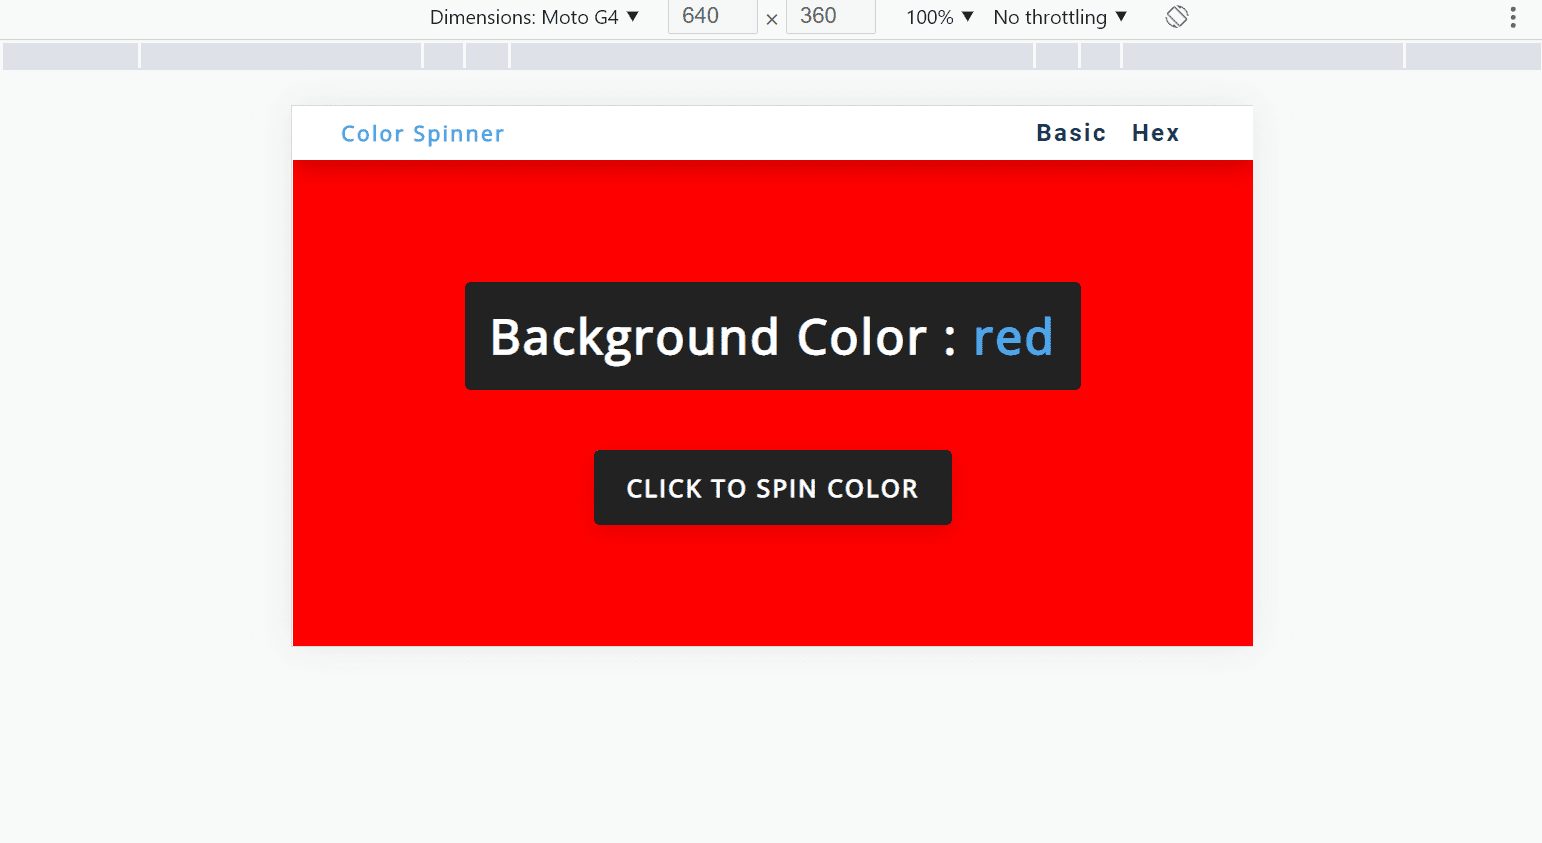 Dimensions: Moto G4 ▼ 640 × 360 100% ▼ No throttling ▼
Color Spinner Basic Hex
Background Color : red
CLICK TO SPIN COLOR